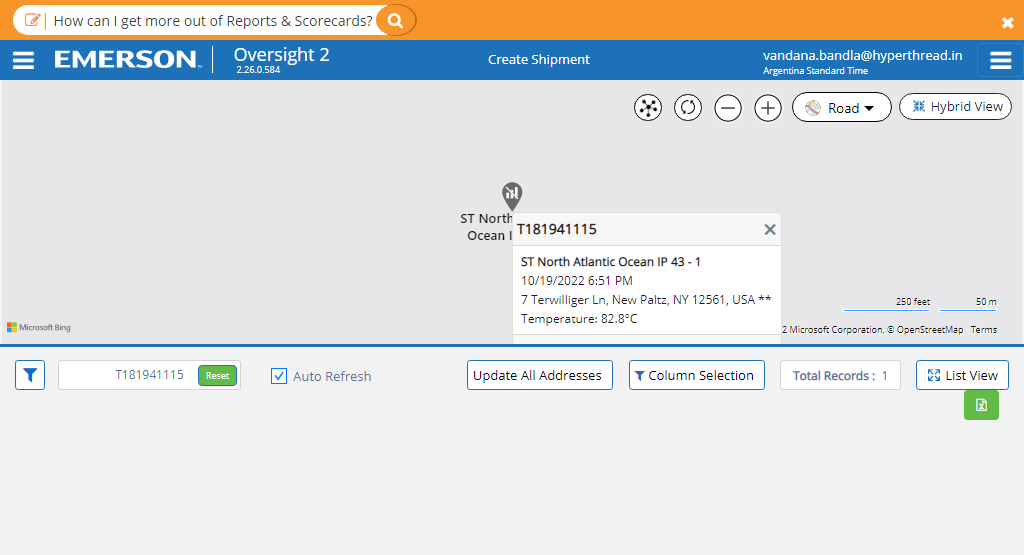 How can I get more out of Reports & Scorecards?
EMERSON™
Oversight 2
2.26.0.584
Create Shipment
vandana.bandla@hyperthread.in
Argentina Standard Time
Road
Hybrid View
ST North
Ocean I
T181941115
ST North Atlantic Ocean IP 43 - 1
10/19/2022 6:51 PM
7 Terwilliger Ln, New Paltz, NY 12561, USA **
Temperature: 82.8°C
250 feet
50 m
Microsoft Bing
2 Microsoft Corporation, © OpenStreetMap Terms
T181941115
Reset
Auto Refresh
Update All Addresses
Column Selection
Total Records : 1
List View